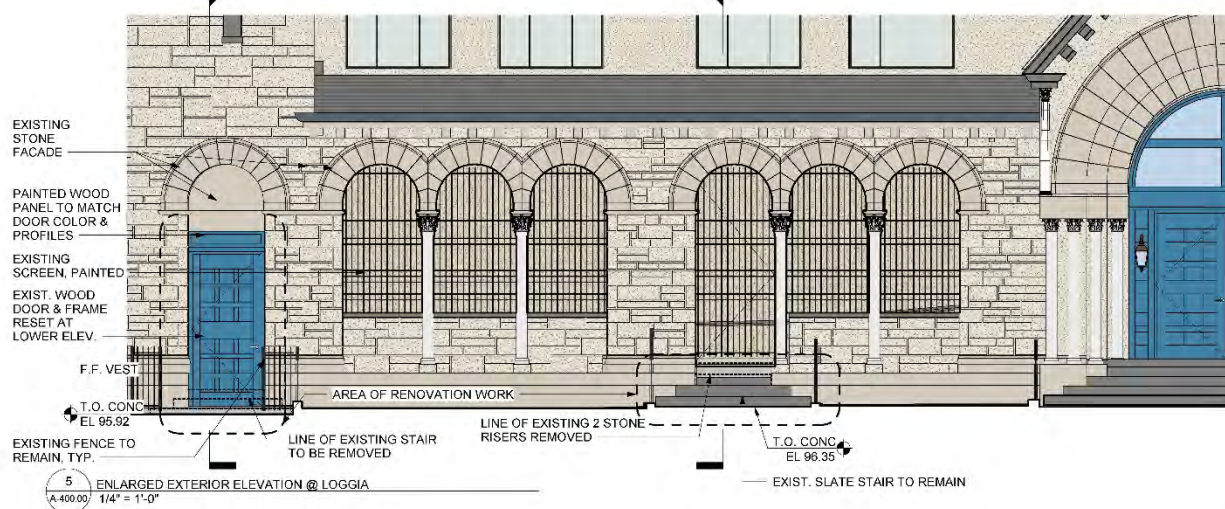 EXISTING
STONE
FACADE
PAINTED WOOD
PANEL TO MATCH
DOOR COLOR &
PROFILES
EXISTING
SCREEN, PAINTED
EXIST. WOOD
DOOR & FRAME
RESET AT
LOWER ELEV.
F.F. VEST
T.O. CONC
EL 95.92
EXISTING FENCE TO
REMAIN, TYP.
LINE OF EXISTING STAIR
TO BE REMOVED
AREA OF RENOVATION WORK
LINE OF EXISTING 2 STONE
RISERS REMOVED
T.O. CONC
EL 96.35
EXIST. SLATE STAIR TO REMAIN
5
A-400.00
ENLARGED EXTERIOR ELEVATION @ LOGGIA
1/4" = 1'-0"